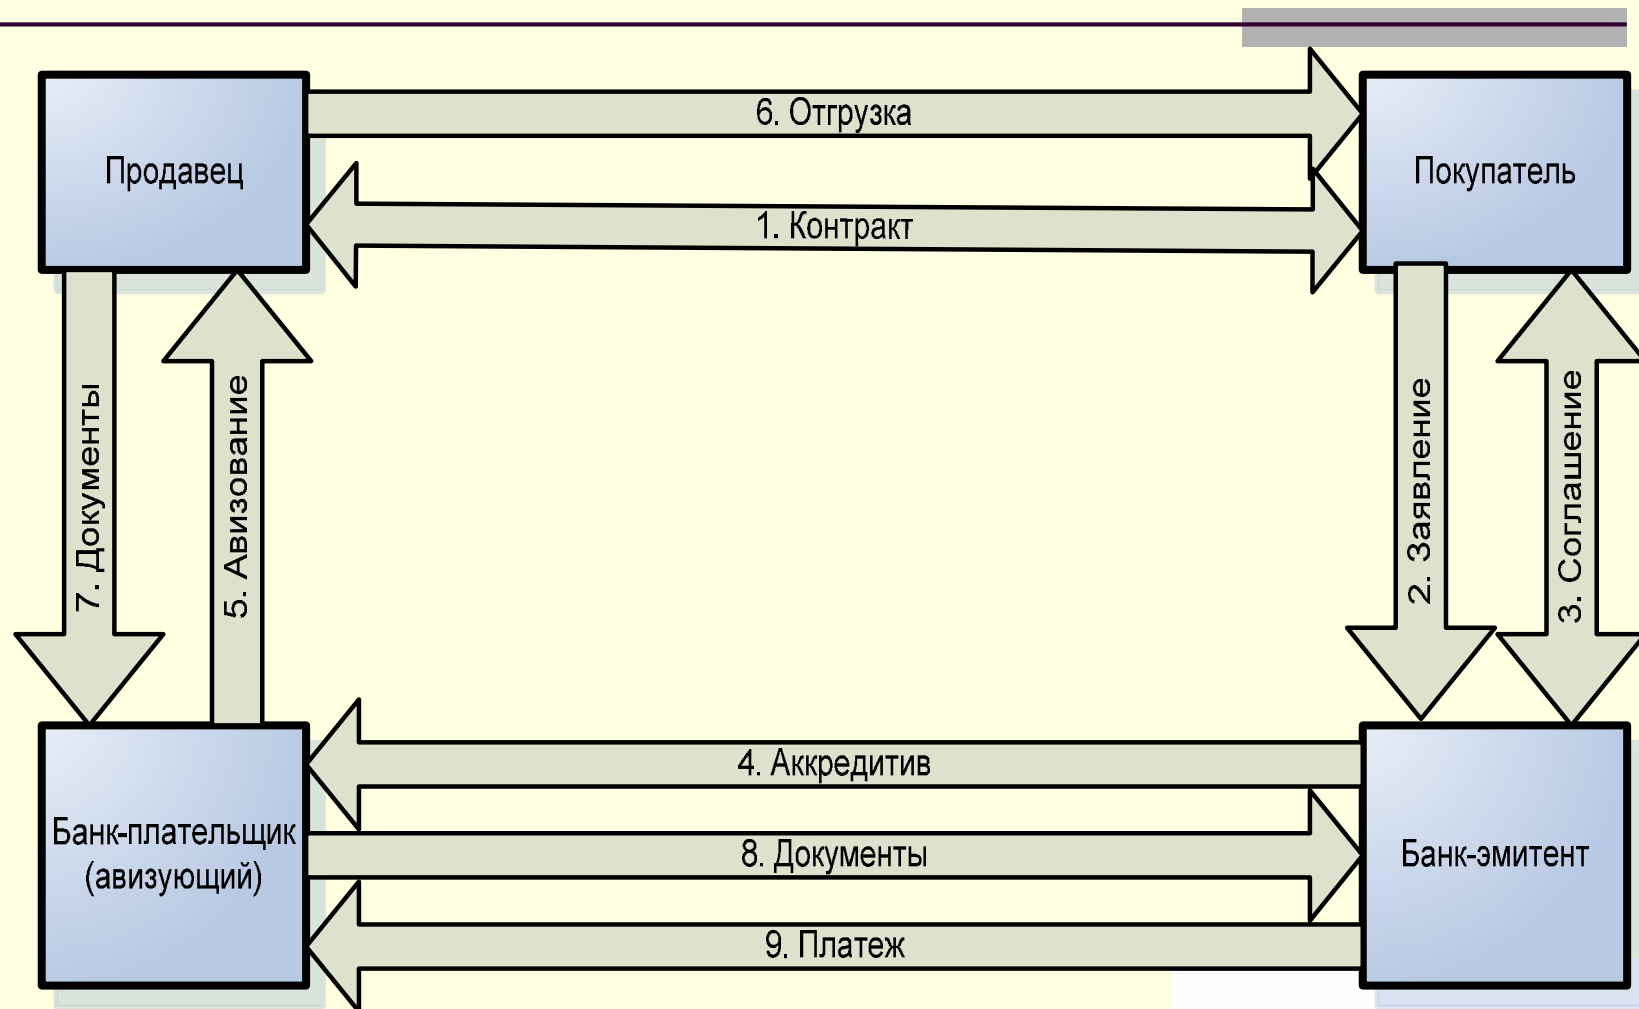 6. Отгрузка
Продавец
Покупатель
1. Контракт
7. Документы
5. Авизование
2. Заявление
3. Соглашение
4. Аккредитив
Банк-плательщик
(авизующий)
8. Документы
Банк-эмитент
9. Платеж